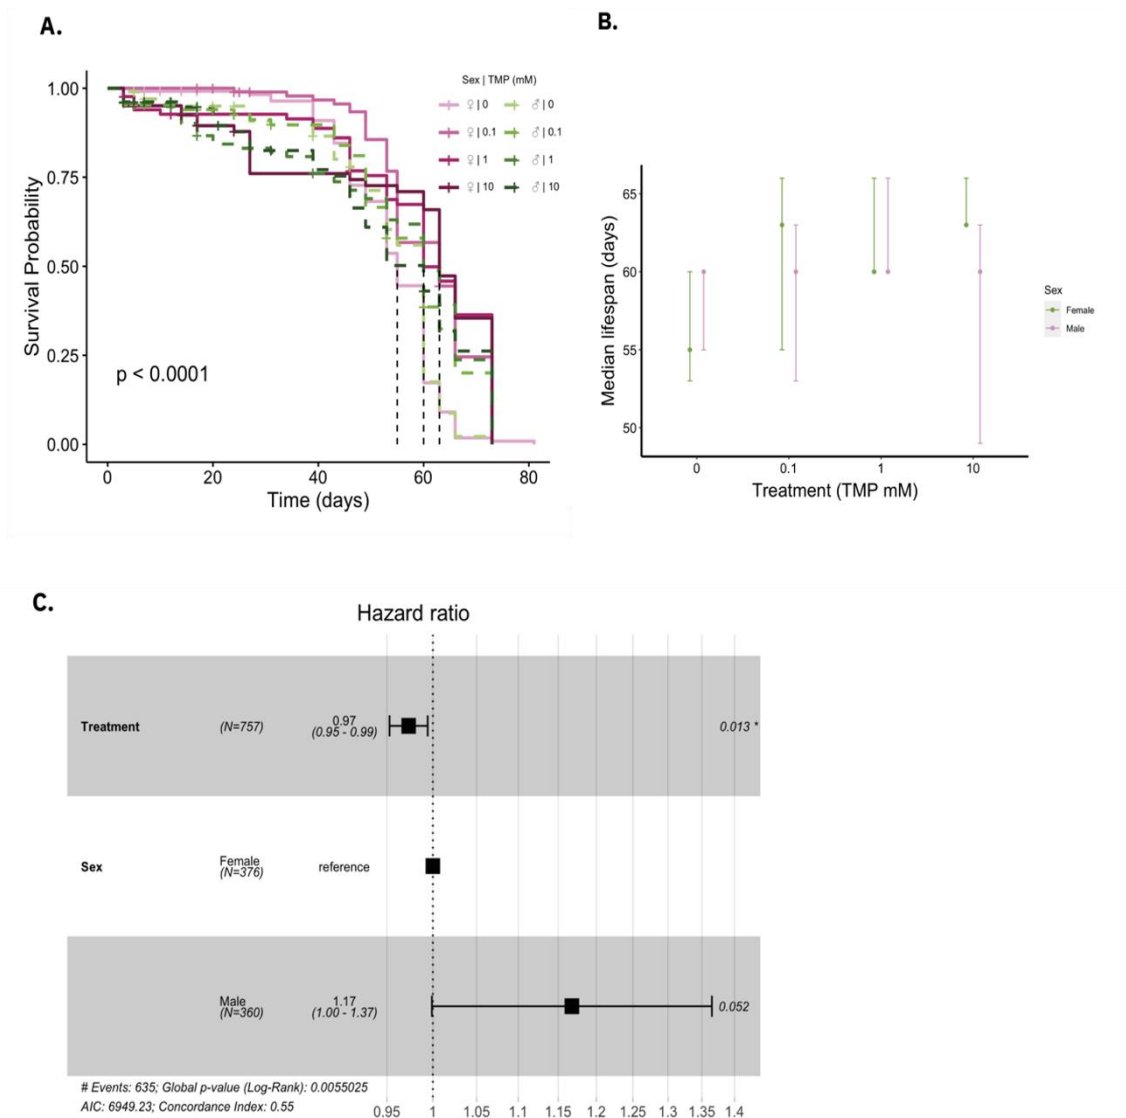 A.
Sex | TMP (mM)
♀ | 0 ♂ | 0
♀ | 0.1 ♂ | 0.1
♀ | 1 ♂ | 1
♀ | 10 ♂ | 10
Survival Probability
1.00
0.75
0.50
0.25
0.00
p < 0.0001
0 20 40 60 80
Time (days)
B.
Median lifespan (days)
65
60
55
50
0 0.1 1 10
Treatment (TMP mM)
Sex
Female
Male
C.
Hazard ratio
Treatment (N=757) 0.97 0.013 *
(0.95 - 0.99)
Sex Female reference
(N=376)
Male 1.17 0.052
(N=360) (1.00 - 1.37)
# Events: 635; Global p-value (Log-Rank): 0.0055025
AIC: 6949.23; Concordance Index: 0.55
0.95 1 1.05 1.1 1.15 1.2 1.25 1.3 1.35 1.4